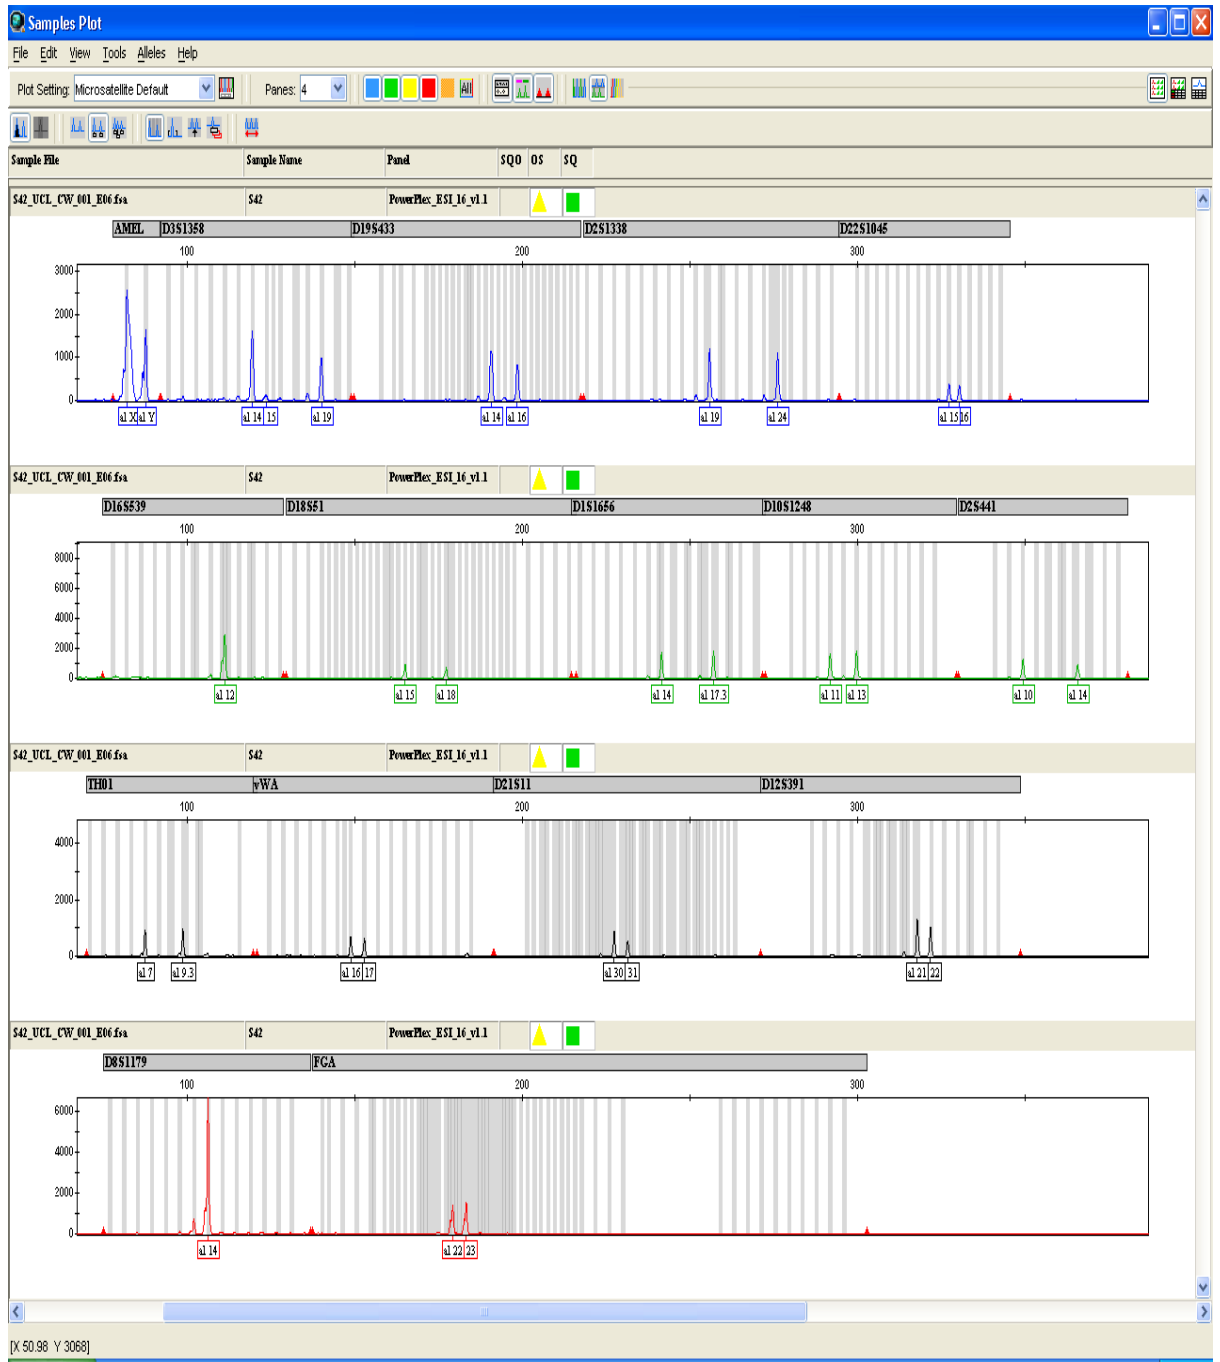 Samples Plot
File Edit View Tools Alleles Help
Plot Setting: Microsatellite Default Panes: 4 All
Sample File Sample Name Panel SQO OS SQ
S42_UCL_CW_001_E06.fsa S42 PowerPlex_ESI_16_v1.1
AMEL D3S1358 D19S433 D2S1338 D22S1045
100 200 300
3000
2000
1000
0
al X al Y al 14 15 al 19 al 14 al 16 al 19 al 24 al 15 16
S42_UCL_CW_001_E06.fsa S42 PowerPlex_ESI_16_v1.1
D16S539 D18S51 D1S1656 D10S1248 D2S441
100 200 300
8000
6000
4000
2000
0
al 12 al 15 al 18 al 14 al 17.3 al 11 al 13 al 10 al 14
S42_UCL_CW_001_E06.fsa S42 PowerPlex_ESI_16_v1.1
TH01 vWA D21S11 D12S391
100 200 300
4000
2000
0
al 7 al 9.3 al 16 17 al 30 31 al 21 22
S42_UCL_CW_001_E06.fsa S42 PowerPlex_ESI_16_v1.1
D8S1179 FGA
100 200 300
6000
4000
2000
0
al 14 al 22 23
[X 50.98 Y 3068]